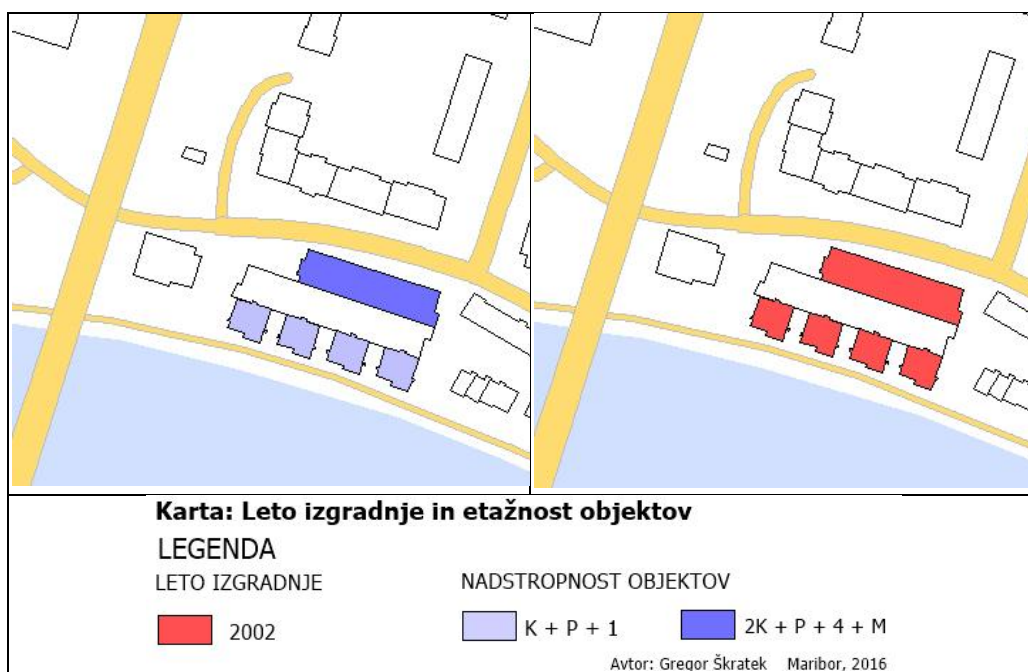 Karta: Leto izgradnje in etažnost objektov
LEGENDA
LETO IZGRADNJE
NADSTROPNOST OBJEKTOV
2002
K + P + 1
2K + P + 4 + M
Avtor: Gregor Škratek Maribor, 2016